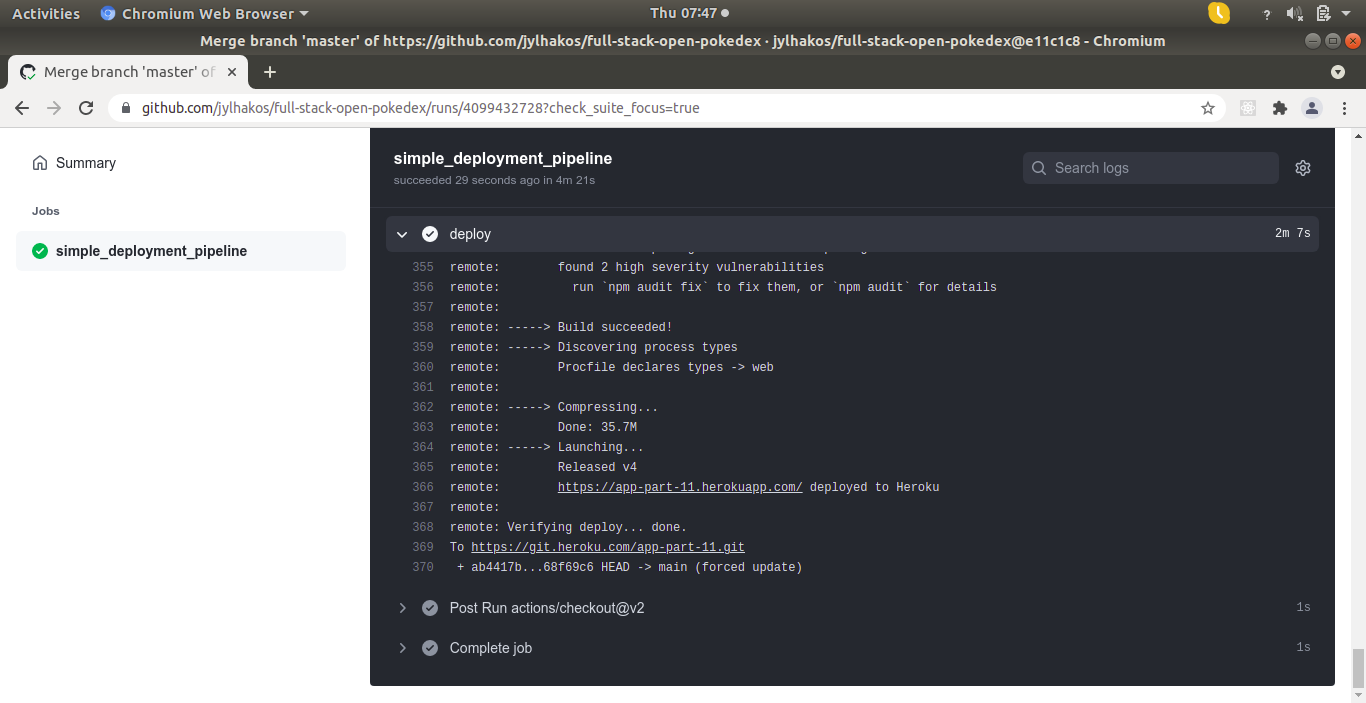 Activities Chromium Web Browser Thu 07:47
Merge branch 'master' of https://github.com/jylhakos/full-stack-open-pokedex · jylhakos/full-stack-open-pokedex@e11c1c8 - Chromium
Merge branch 'master' of
github.com/jylhakos/full-stack-open-pokedex/runs/4099432728?check_suite_focus=true
Summary
Jobs
simple_deployment_pipeline
simple_deployment_pipeline
succeeded 29 seconds ago in 4m 21s
Search logs
deploy 2m 7s
355 remote: found 2 high severity vulnerabilities
356 remote: run `npm audit fix` to fix them, or `npm audit` for details
357 remote:
358 remote: -----> Build succeeded!
359 remote: -----> Discovering process types
360 remote: Procfile declares types -> web
361 remote:
362 remote: -----> Compressing...
363 remote: Done: 35.7M
364 remote: -----> Launching...
365 remote: Released v4
366 remote: https://app-part-11.herokuapp.com/ deployed to Heroku
367 remote:
368 remote: Verifying deploy... done.
369 To https://git.heroku.com/app-part-11.git
370 + ab4417b...68f69c6 HEAD -> main (forced update)
Post Run actions/checkout@v2 1s
Complete job 1s